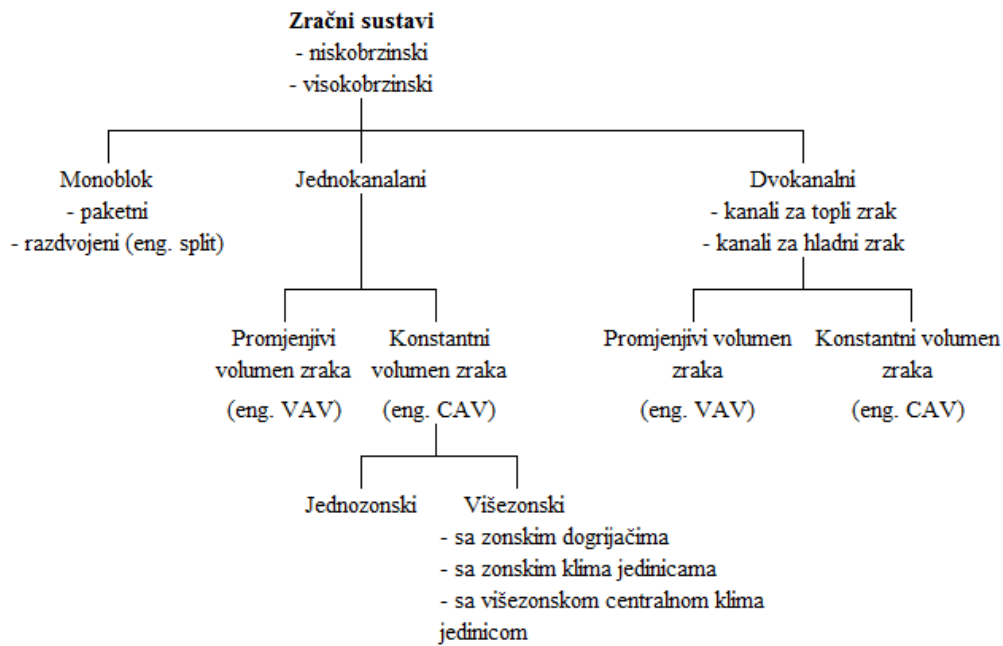 Zračni sustavi
- niskobrzinski
- visokobrzinski
Monoblok
- paketni
- razdvojeni (eng. split)
Jednokanalani
Dvokanalni
- kanali za topli zrak
- kanali za hladni zrak
Promjenjivi
volumen zraka
(eng. VAV)
Konstantni
volumen zraka
(eng. CAV)
Promjenjivi volumen
zraka
(eng. VAV)
Konstantni volumen
zraka
(eng. CAV)
Jednozonski
Višezonski
- sa zonskim dogrijačima
- sa zonskim klima jedinicama
- sa višezonskom centralnom klima
jedinicom